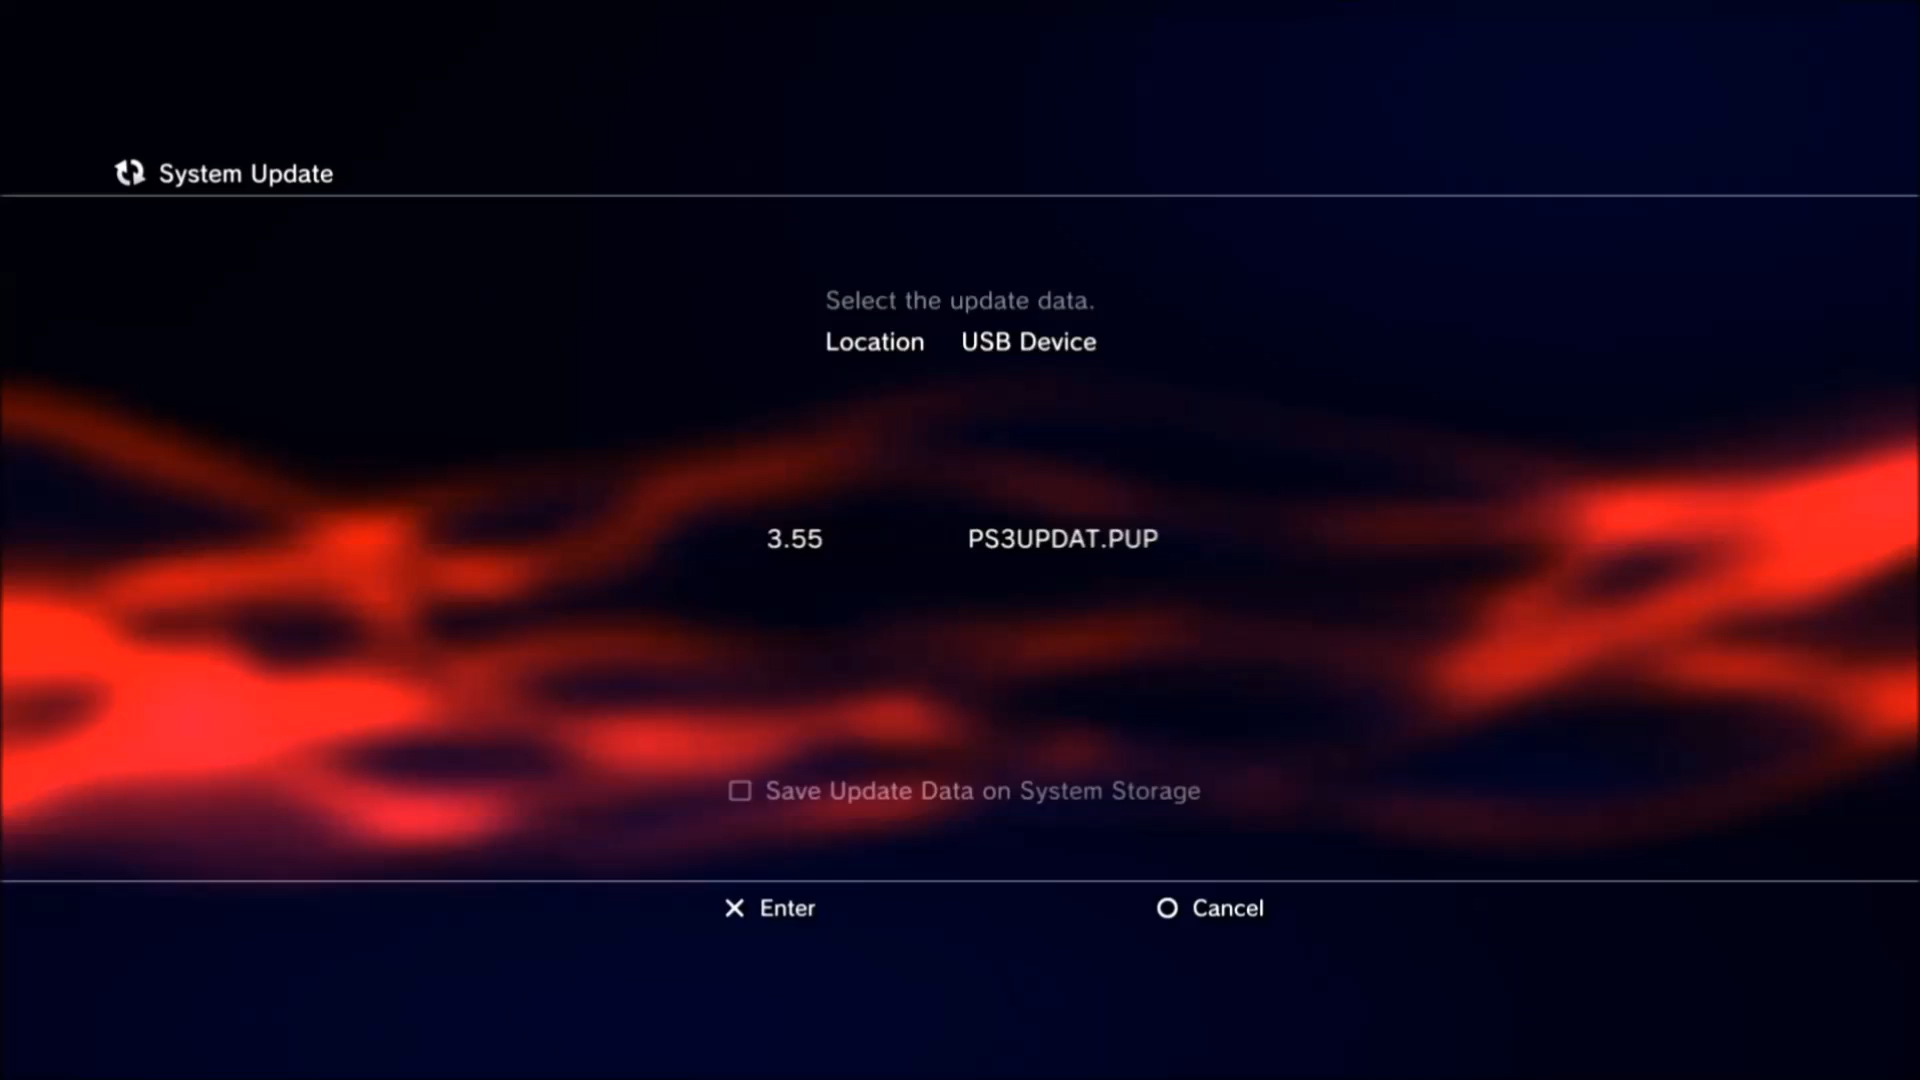 System Update
Select the update data.
Location USB Device
3.55 PS3UPDAT.PUP
Save Update Data on System Storage
Enter Cancel